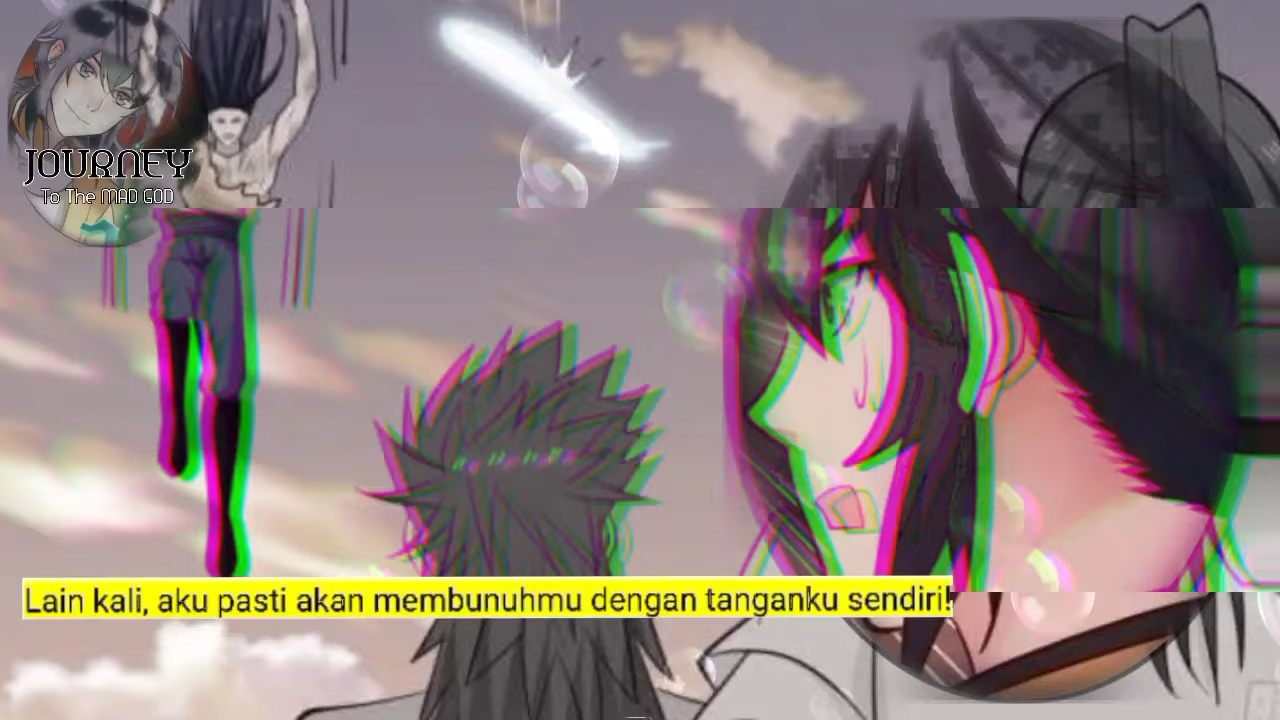 JOURNEY
To The MAD GOD
Lain kali, aku pasti akan membunuhmu dengan tanganku sendiri!